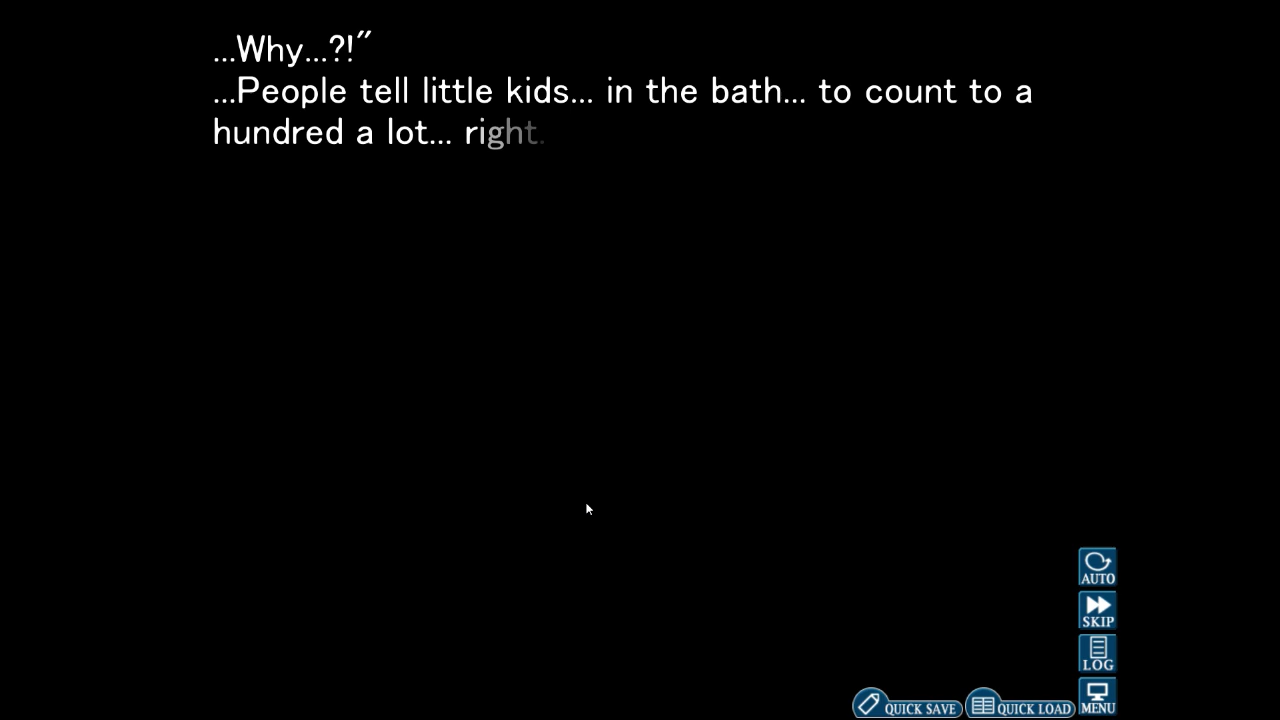 ...Why...?!”
...People tell little kids... in the bath... to count to a
hundred a lot... right.
AUTO
SKIP
LOG
QUICK SAVE QUICK LOAD MENU